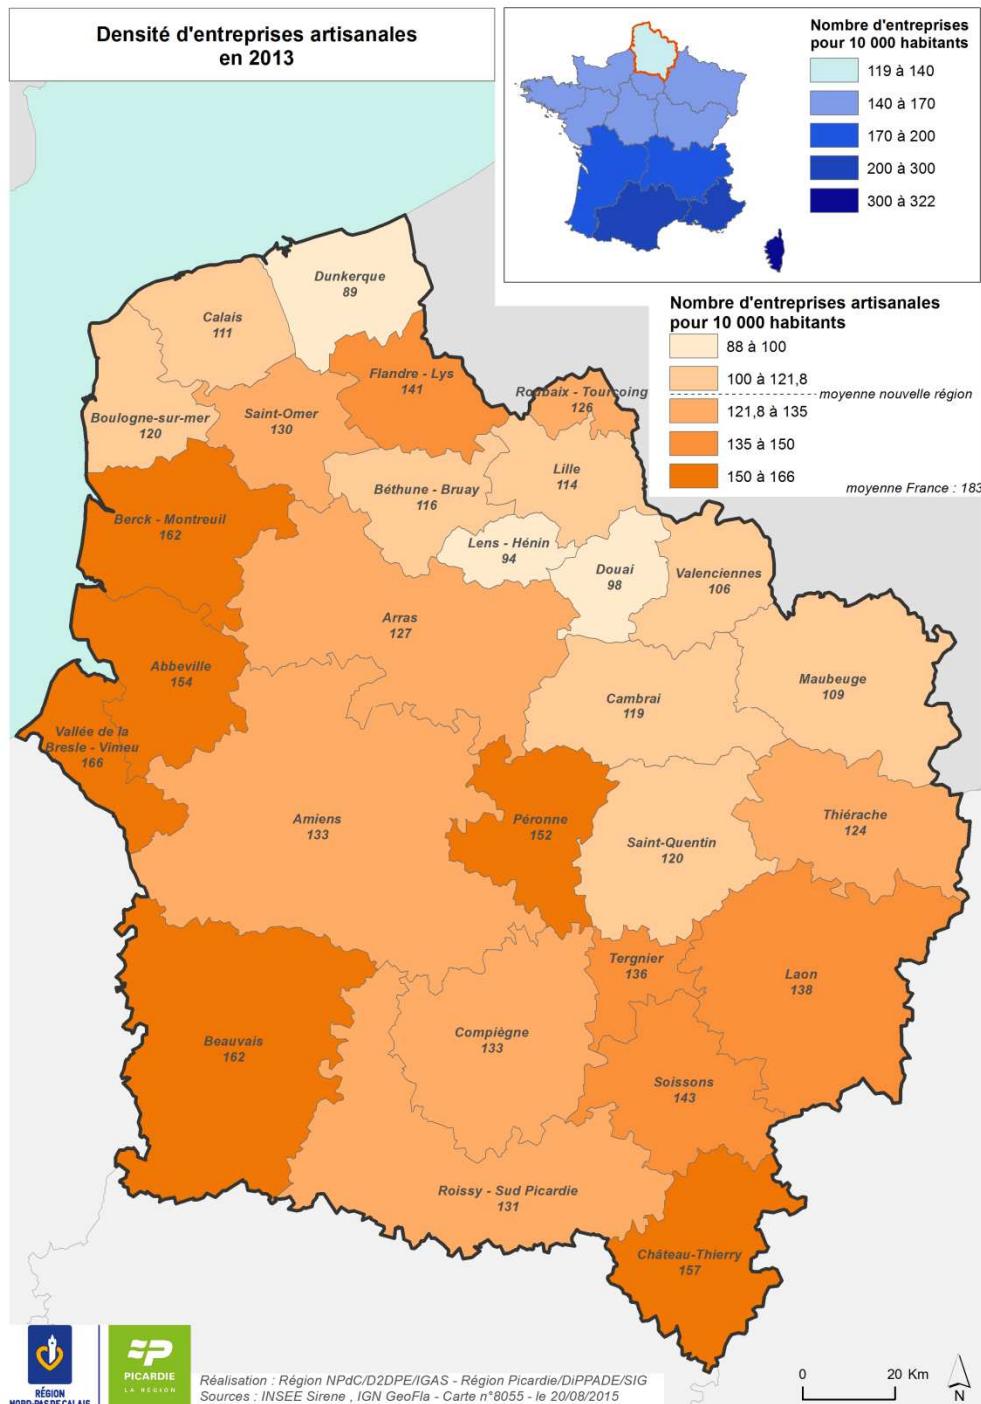 Densité d'entreprises artisanales
en 2013
Nombre d'entreprises
pour 10 000 habitants
119 à 140
140 à 170
170 à 200
200 à 300
300 à 322
Nombre d'entreprises artisanales
pour 10 000 habitants
88 à 100
100 à 121,8
moyenne nouvelle région
121,8 à 135
135 à 150
150 à 166
moyenne France : 183
Dunkerque
89
Calais
111
Flandre - Lys
141
Roubaix - Tourcoing
126
Boulogne-sur-mer
120
Saint-Omer
130
Lille
114
Béthune - Bruay
116
Berck - Montreuil
162
Lens - Hénin
94
Douai
98
Valenciennes
106
Arras
127
Abbeville
154
Maubeuge
109
Cambrai
119
Vallée de la
Bresle - Vimeu
166
Amiens
133
Péronne
152
Thiérache
124
Saint-Quentin
120
Tergnier
136
Laon
138
Beauvais
162
Compiègne
133
Soissons
143
Roissy - Sud Picardie
131
Château-Thierry
157
RÉGION
NORD-PAS DE CALAIS
PICARDIE
LA RÉGION
Réalisation : Région NPdC/D2DPE/IGAS - Région Picardie/DiPPADE/SIG
Sources : INSEE Sirene , IGN GeoFla - Carte n°8055 - le 20/08/2015
0 20 Km
N